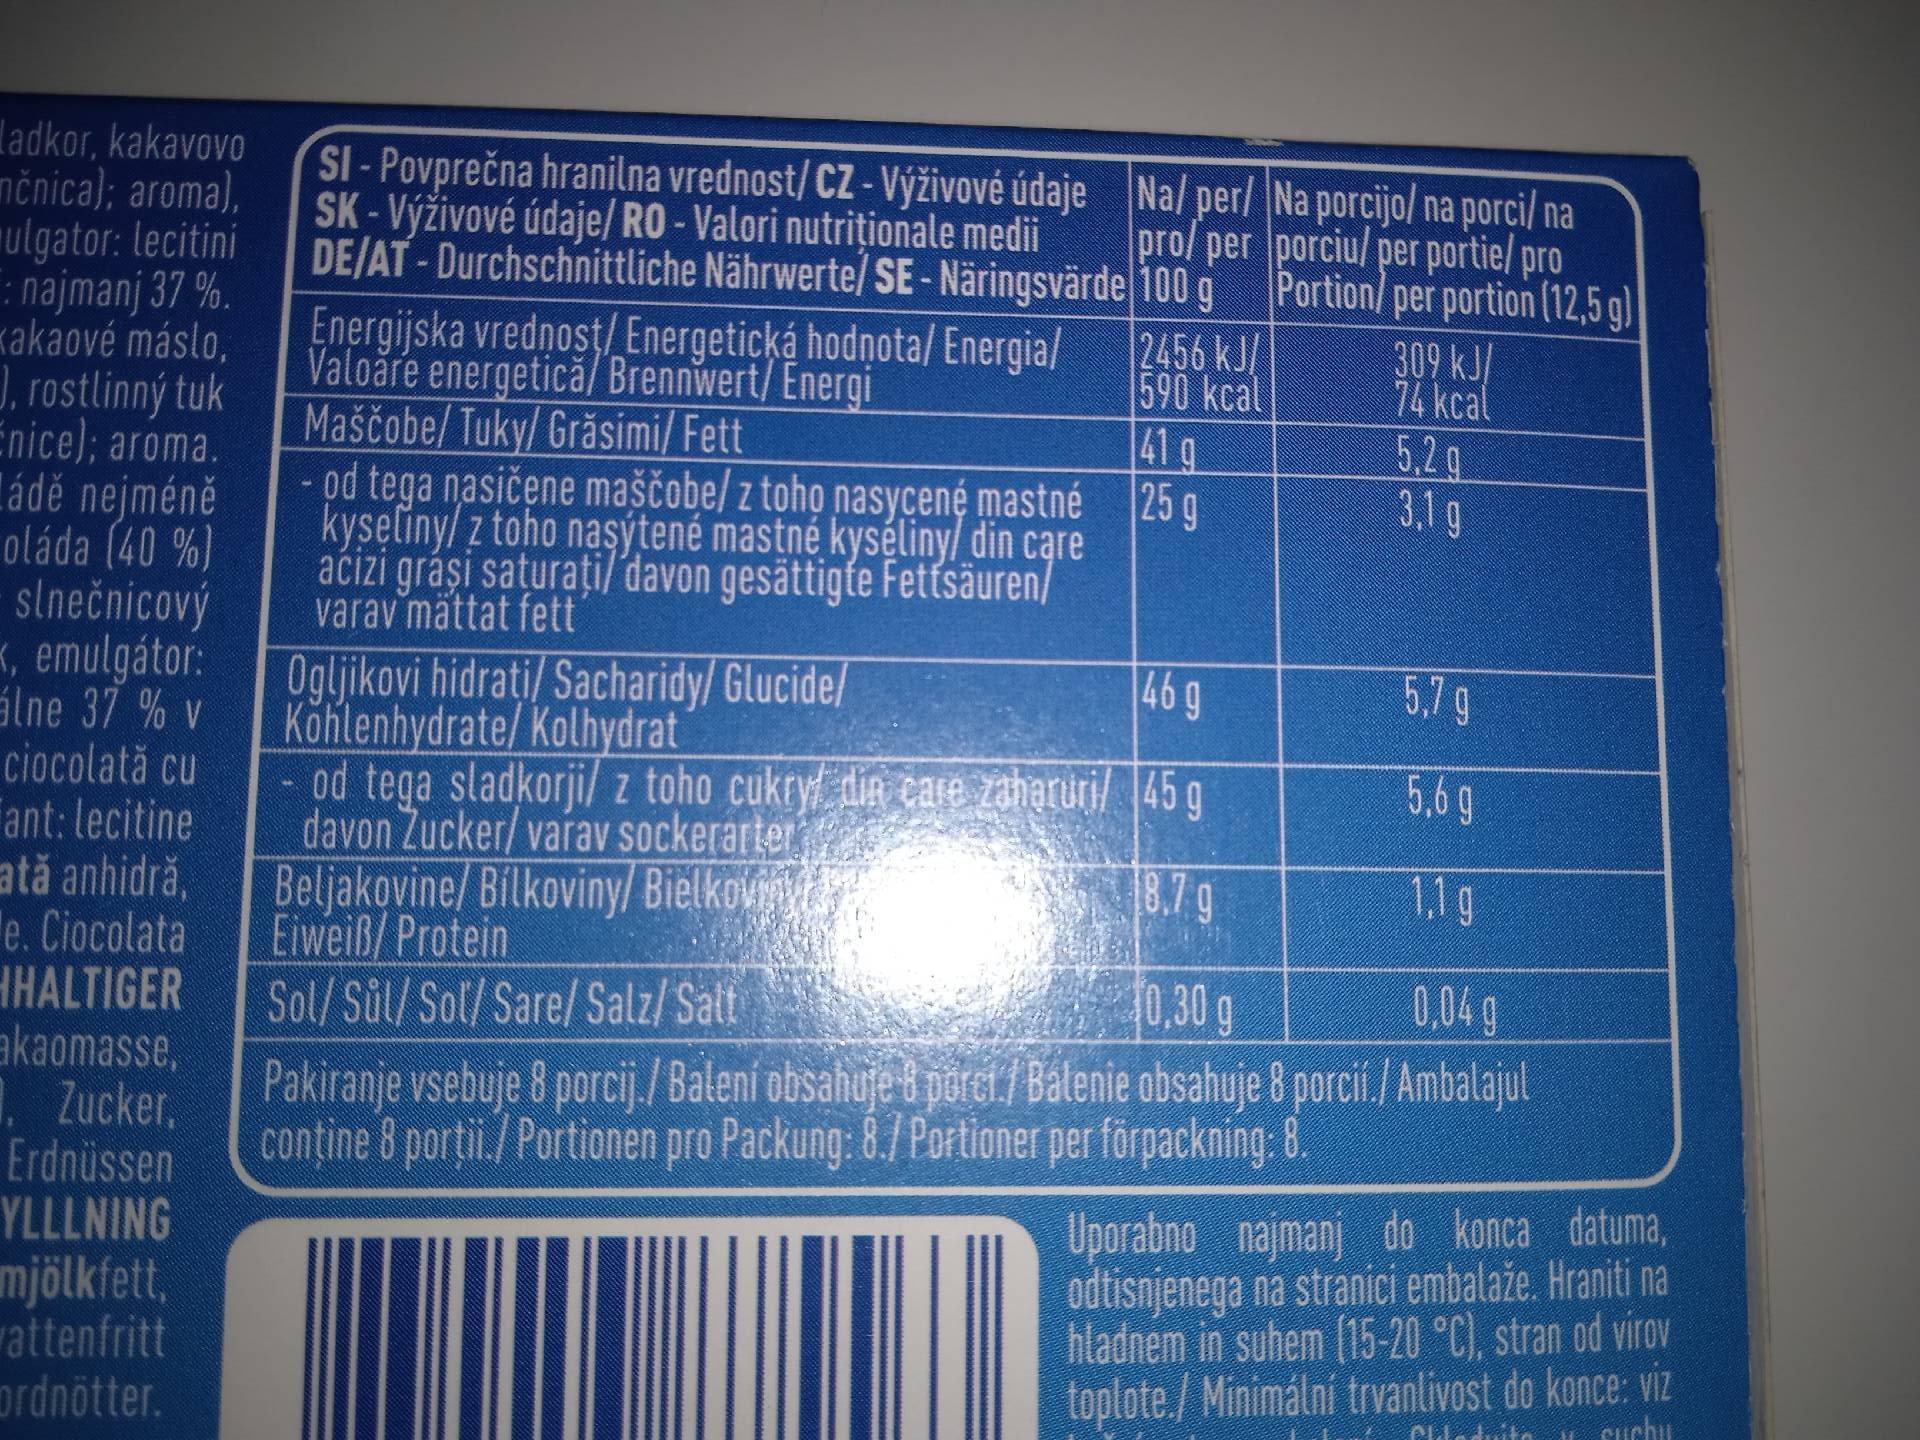 ladkor, kakavovo
nčnica); aroma),
ulgator: lecitini
: najmanj 37 %.
kakaové máslo,
), rostlinný tuk
čnice); aroma.
ládě nejméně
oláda (40 %)
slnečnicový
k, emulgátor:
álne 37 % v
ciocolată cu
iant: lecitine
ată anhidră,
e. Ciocolata
HHALTIGER
akaomasse,
), Zucker,
Erdnüssen
YLLLNING
mjölkfett,
vattenfritt
ordnötter.
SI - Povprečna hranilna vrednost/ CZ - Výživové údaje
SK - Výživové údaje/ RO - Valori nutriționale medii
DE/AT - Durchschnittliche Nährwerte/ SE - Näringsvärde
Na/ per/
pro/ per
100 g
Na porcijo/ na porci/ na
porciu/ per portie/ pro
Portion/ per portion (12,5 g)
Energijska vrednost/ Energetická hodnota/ Energia/
Valoare energetică/ Brennwert/ Energi
2456 kJ/
590 kcal
309 kJ/
74 kcal
Maščobe/ Tuky/ Grăsimi/ Fett
41 g
5,2 g
- od tega nasičene maščobe/ z toho nasycené mastné
kyseliny/ z toho nasýtené mastné kyseliny/ din care
acizi grași saturați/ davon gesättigte Fettsäuren/
varav mättat fett
25 g
3,1 g
Ogljikovi hidrati/ Sacharidy/ Glucide/
Kohlenhydrate/ Kolhydrat
46 g
5,7 g
- od tega sladkorji/ z toho cukry/ din care zaharuri/
davon Zucker/ varav sockerarter
45 g
5,6 g
Beljakovine/ Bílkoviny/
Eiweiß/ Protein
8,7 g
1,1 g
Sol/ Sůl/ Soľ/ Sare/ Salz/ Salt
0,30 g
0,04 g
Pakiranje vsebuje 8 porcij./ Balení obsahuje 8 porcí./ Balenie obsahuje 8 porcií./ Ambalajul
conține 8 porții./ Portionen pro Packung: 8./ Portioner per förpackning: 8.
Uporabno najmanj do konca datuma,
odtisnjenega na stranici embalaže. Hraniti na
hladnem in suhem (15-20 °C), stran od virov
toplote./ Minimální trvanlivost do konce: viz